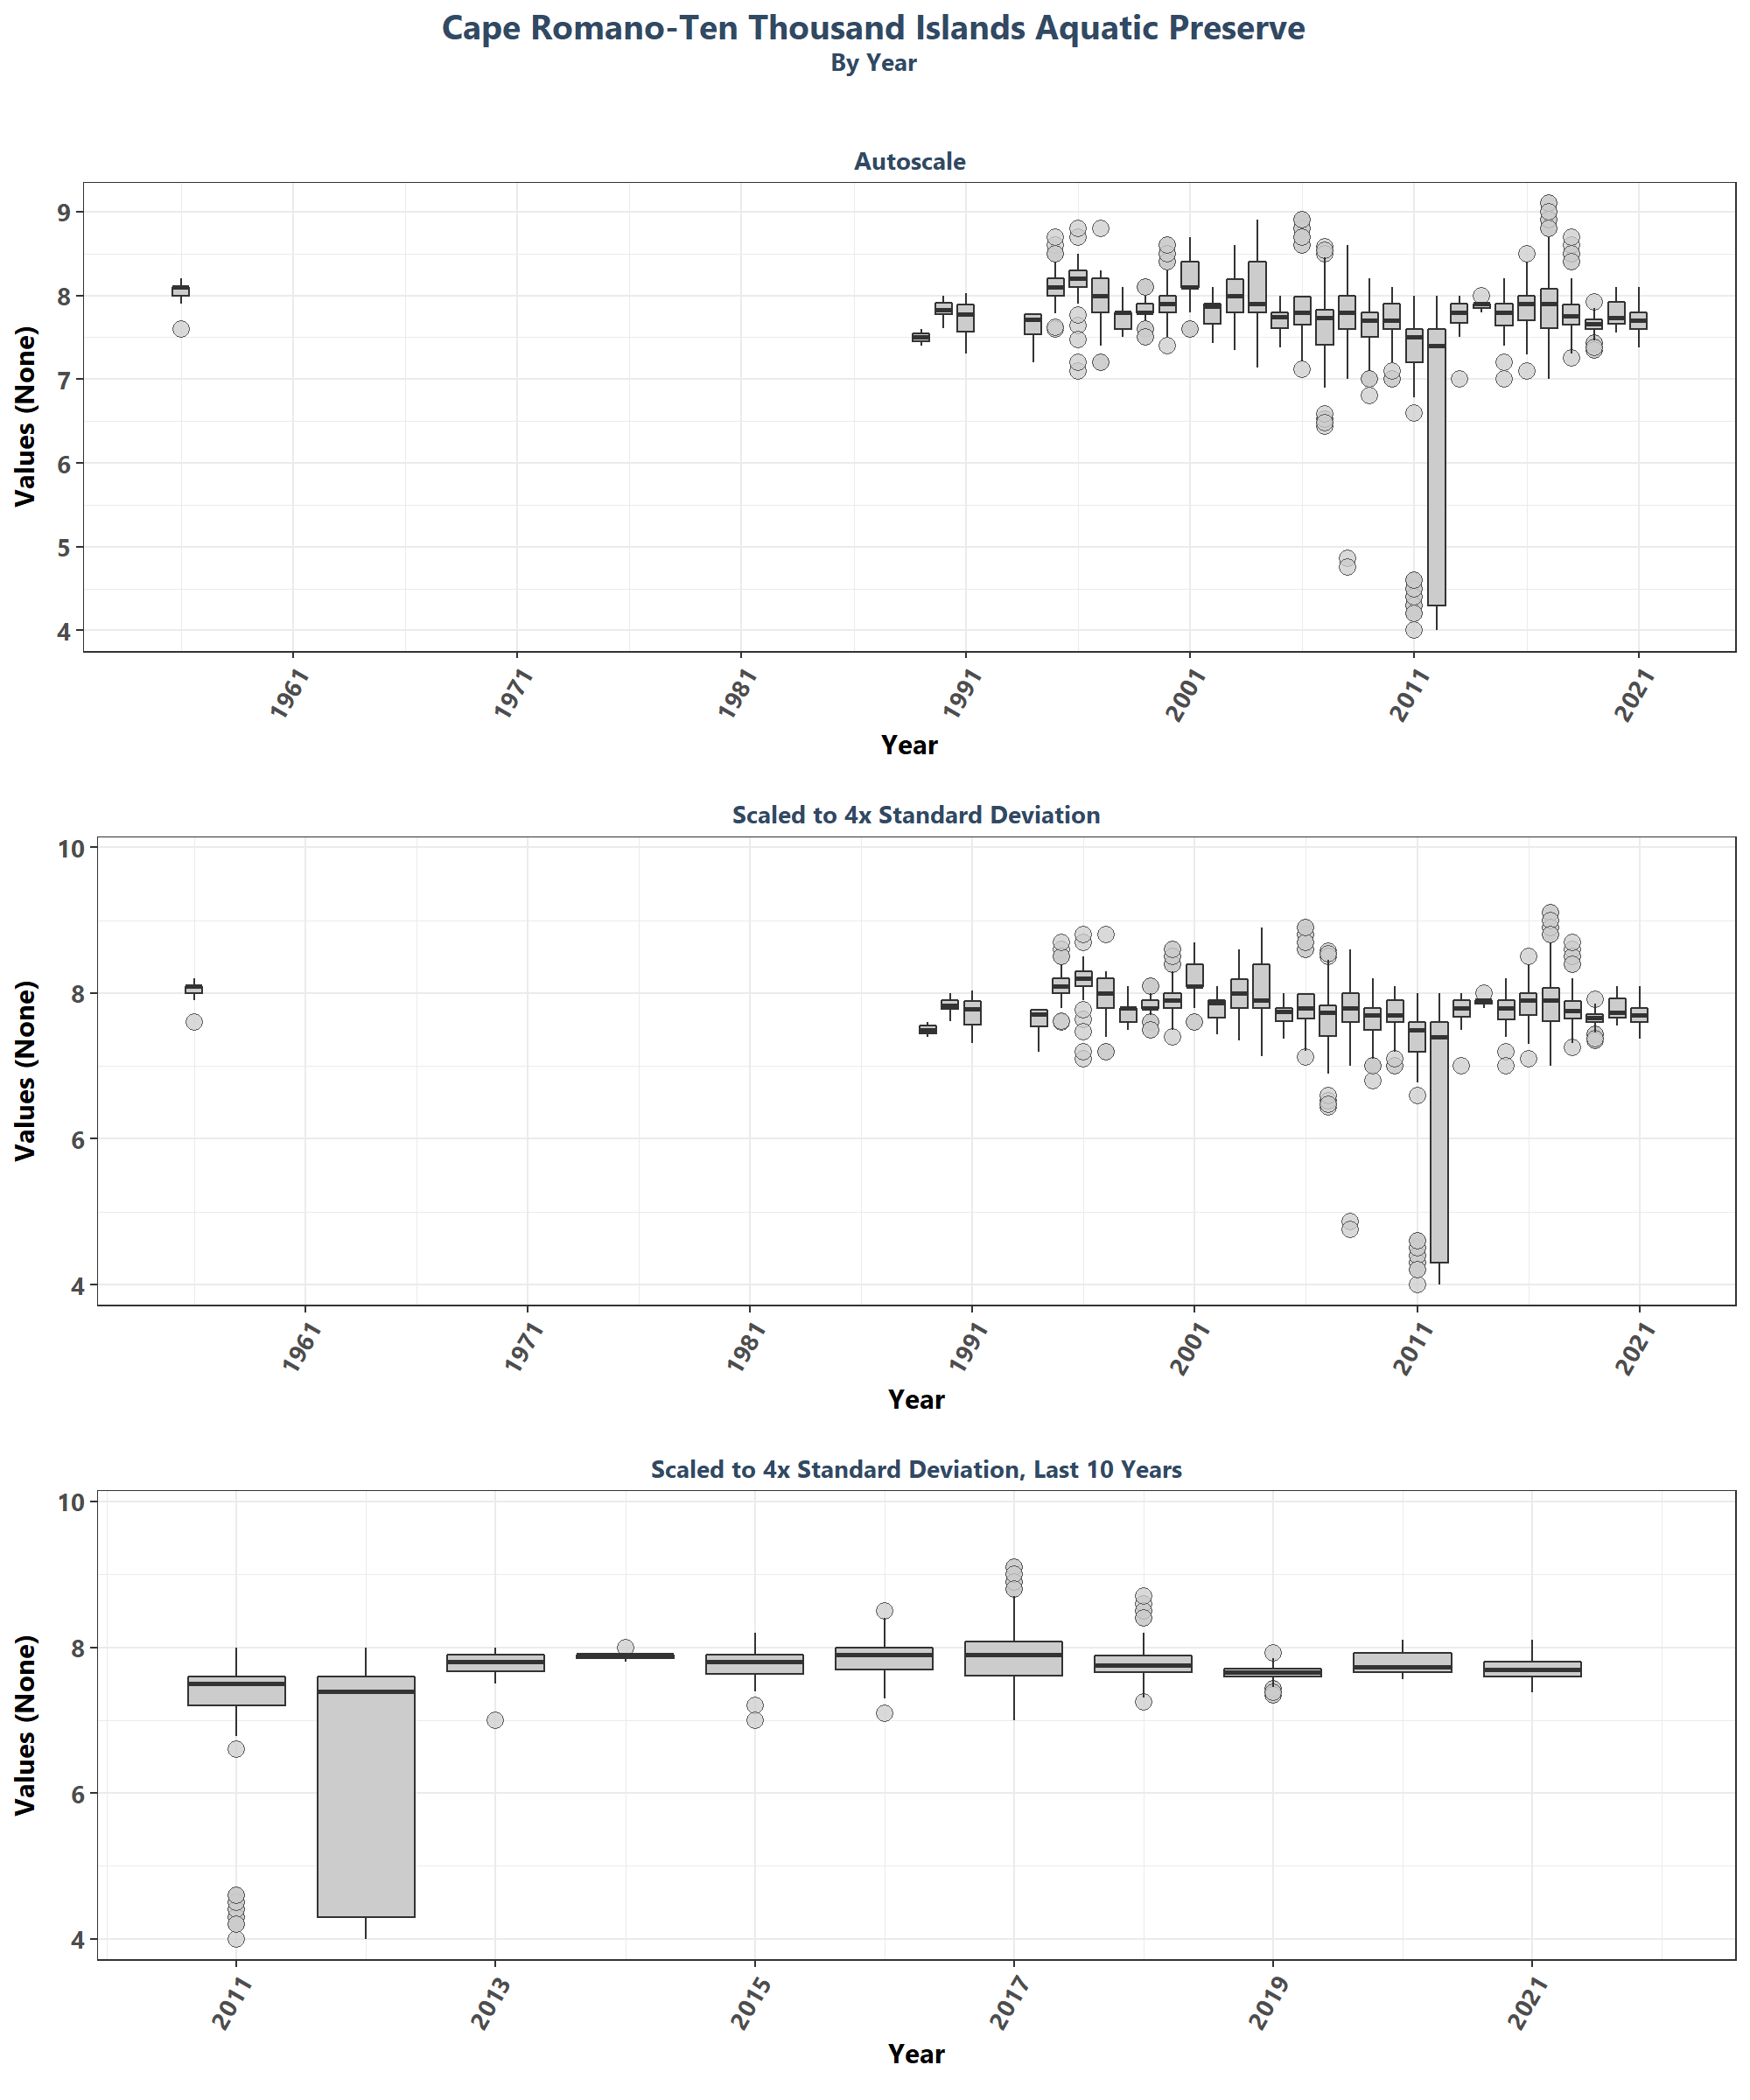 Cape Romano-Ten Thousand Islands Aquatic Preserve
By Year
Autoscale
Values (None)
9
8
7
6
5
4
1961 1971 1981 1991 2001 2011 2021
Year
Scaled to 4x Standard Deviation
Values (None)
10
8
6
4
1961 1971 1981 1991 2001 2011 2021
Year
Scaled to 4x Standard Deviation, Last 10 Years
Values (None)
10
8
6
4
2011 2013 2015 2017 2019 2021
Year